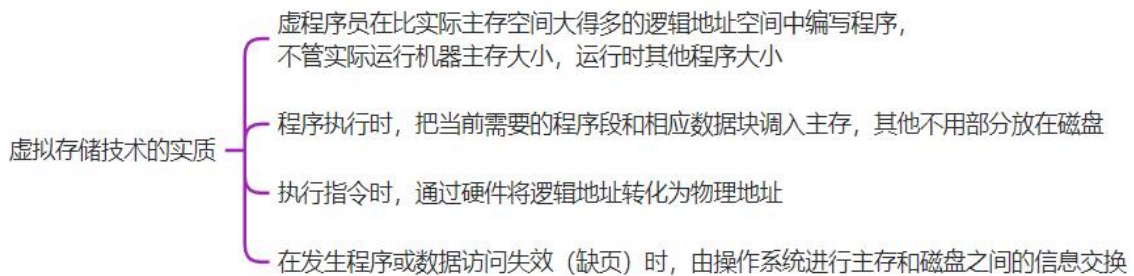 虚拟存储技术的实质
虚程序员在比实际主存空间大得多的逻辑地址空间中编写程序，
不管实际运行机器主存大小，运行时其他程序大小
程序执行时，把当前需要的程序段和相应数据块调入主存，其他不用部分放在磁盘
执行指令时，通过硬件将逻辑地址转化为物理地址
在发生程序或数据访问失效（缺页）时，由操作系统进行主存和磁盘之间的信息交换